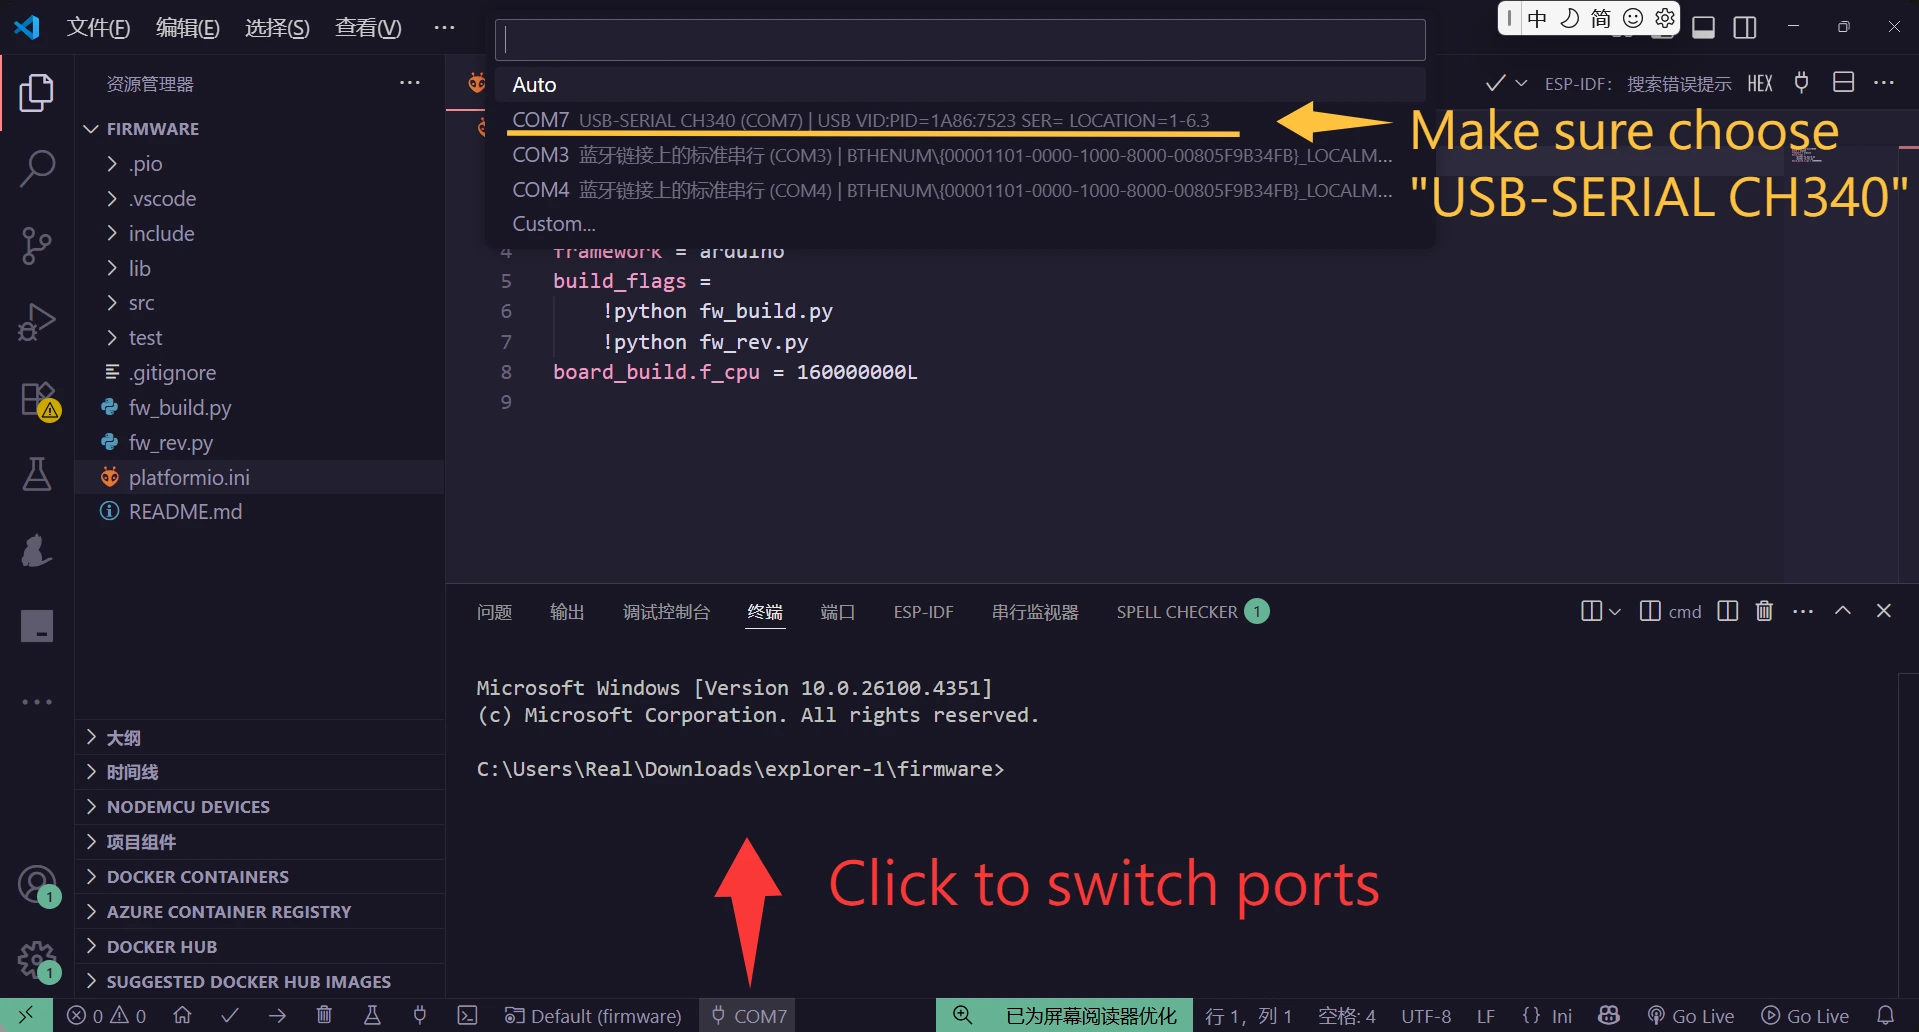 文件(F) 编辑(E) 选择(S) 查看(V) ···
中 简
资源管理器 ···
Auto
COM7 USB-SERIAL CH340 (COM7) | USB VID:PID=1A86:7523 SER= LOCATION=1-6.3
COM3 蓝牙链接上的标准串行 (COM3) | BTHENUM\{00001101-0000-1000-8000-00805F9B34FB}_LOCALM...
COM4 蓝牙链接上的标准串行 (COM4) | BTHENUM\{00001101-0000-1000-8000-00805F9B34FB}_LOCALM...
Custom...
ESP-IDF: 搜索错误提示 HEX ···
Make sure choose
"USB-SERIAL CH340"
FIRMWARE
.pio
.vscode
include
lib
src
test
.gitignore
fw_build.py
fw_rev.py
platformio.ini
README.md
4 framework = arduino
5 build_flags =
6 !python fw_build.py
7 !python fw_rev.py
8 board_build.f_cpu = 160000000L
9
问题 输出 调试控制台 终端 端口 ESP-IDF 串行监视器 SPELL CHECKER 1
cmd ···
Microsoft Windows [Version 10.0.26100.4351]
(c) Microsoft Corporation. All rights reserved.
C:\Users\Real\Downloads\explorer-1\firmware>
Click to switch ports
大纲
时间线
NODEMCU DEVICES
项目组件
DOCKER CONTAINERS
AZURE CONTAINER REGISTRY
DOCKER HUB
SUGGESTED DOCKER HUB IMAGES
1
1
0 0 Default (firmware) COM7 已为屏幕阅读器优化 行 1, 列 1 空格: 4 UTF-8 LF {} Ini Go Live Go Live